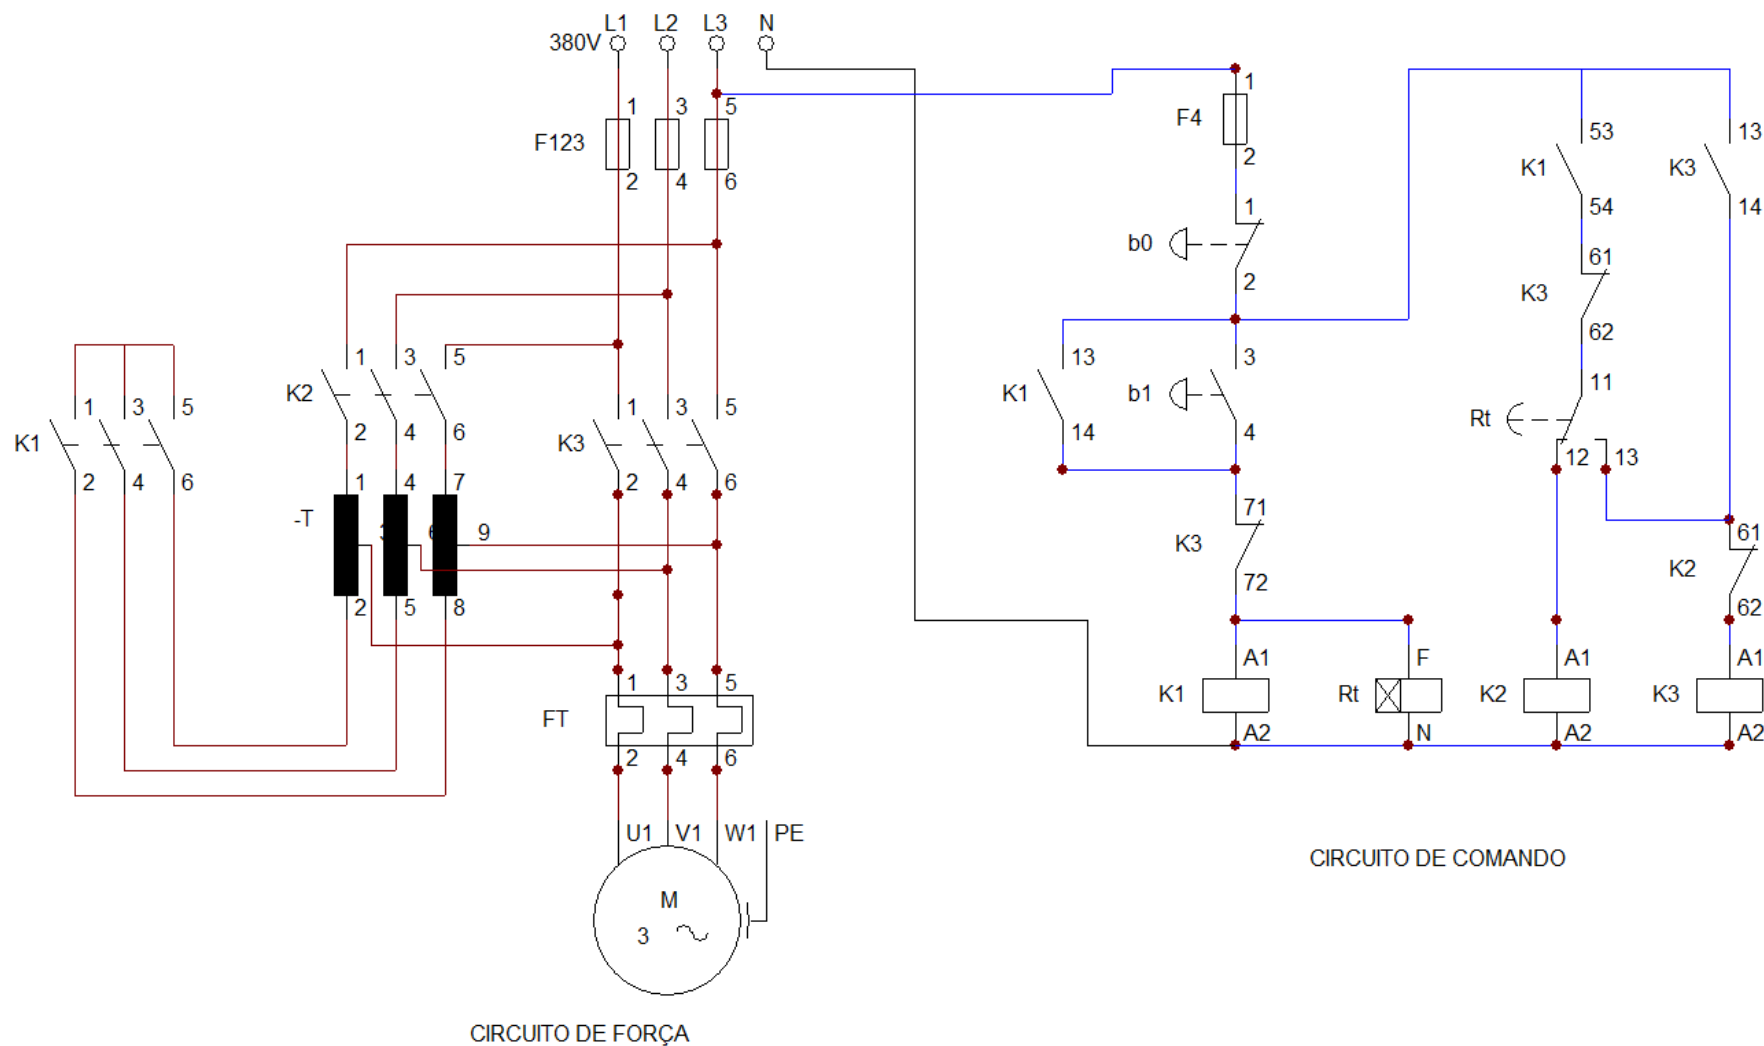 L1 L2 L3 N
380V
1 3 5 1
F123 F4
2 4 6 2
53 13
K1 K3
54 14
1
b0
2
61
K3
62
1 3 5
K2
2 4 6
13 3
K1 b1
14 4
11
Rt
12 13
1 3 5
K1
2 4 6
1 3 5
K3
2 4 6
1 4 7
-T 9
2 5 8
71
K3
72
61
K2
62
1 3 5
FT
2 4 6
A1 F A1 A1
K1 Rt K2 K3
A2 N A2 A2
U1 V1 W1 PE
M
3
CIRCUITO DE COMANDO
CIRCUITO DE FORÇA